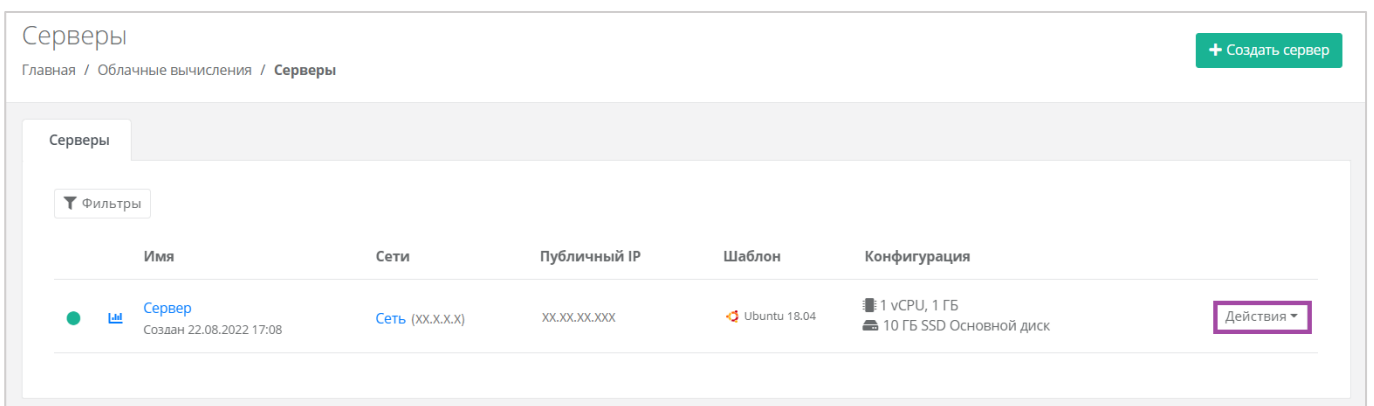 Серверы
+ Создать сервер
Главная / Облачные вычисления / Серверы
Серверы
Фильтры
Имя Сети Публичный IP Шаблон Конфигурация
Сервер
Создан 22.08.2022 17:08
Сеть (XX.X.X.X)
XX.XX.XX.XXX
Ubuntu 18.04
1 vCPU, 1 ГБ
10 ГБ SSD Основной диск
Действия